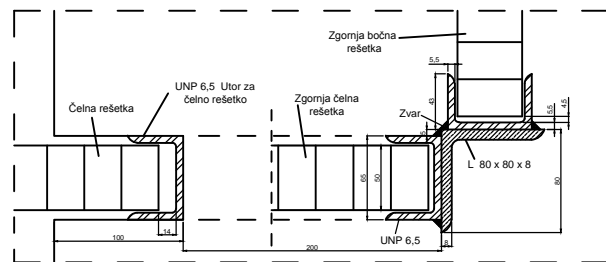 Zgornja bočna
rešetka
5,5
UNP 6,5 Utor za
čelno rešetko
Čelna rešetka
Zgornja čelna
rešetka
43
Zvar
5,5
4,5
5
L 80 x 80 x 8
65
50
80
14
UNP 6,5
8
100
200